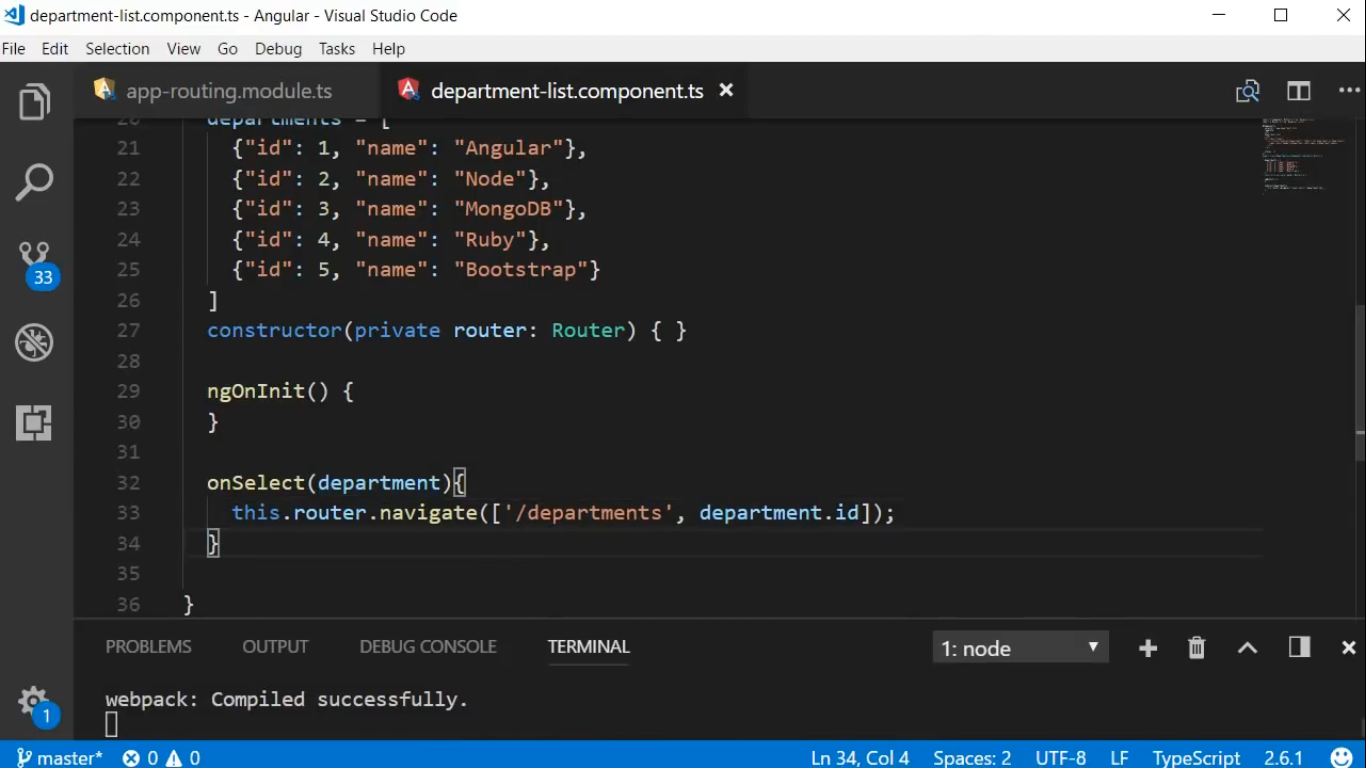 department-list.component.ts - Angular - Visual Studio Code
File Edit Selection View Go Debug Tasks Help
app-routing.module.ts department-list.component.ts
20 departments = [
21 {"id": 1, "name": "Angular"},
22 {"id": 2, "name": "Node"},
23 {"id": 3, "name": "MongoDB"},
24 {"id": 4, "name": "Ruby"},
25 {"id": 5, "name": "Bootstrap"}
26 ]
27 constructor(private router: Router) { }
28
29 ngOnInit() {
30 }
31
32 onSelect(department){
33 this.router.navigate(['/departments', department.id]);
34 }
35
36 }
33
1
PROBLEMS OUTPUT DEBUG CONSOLE TERMINAL 1: node
webpack: Compiled successfully.
master* 0 0 Ln 34, Col 4 Spaces: 2 UTF-8 LF TypeScript 2.6.1